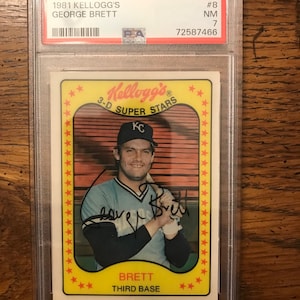 1981 KELLOGG'S #8
GEORGE BRETT NM
PSA 7
72587466
Kellogg's
3-D SUPER STARS
KC
George Brett
BRETT
THIRD BASE